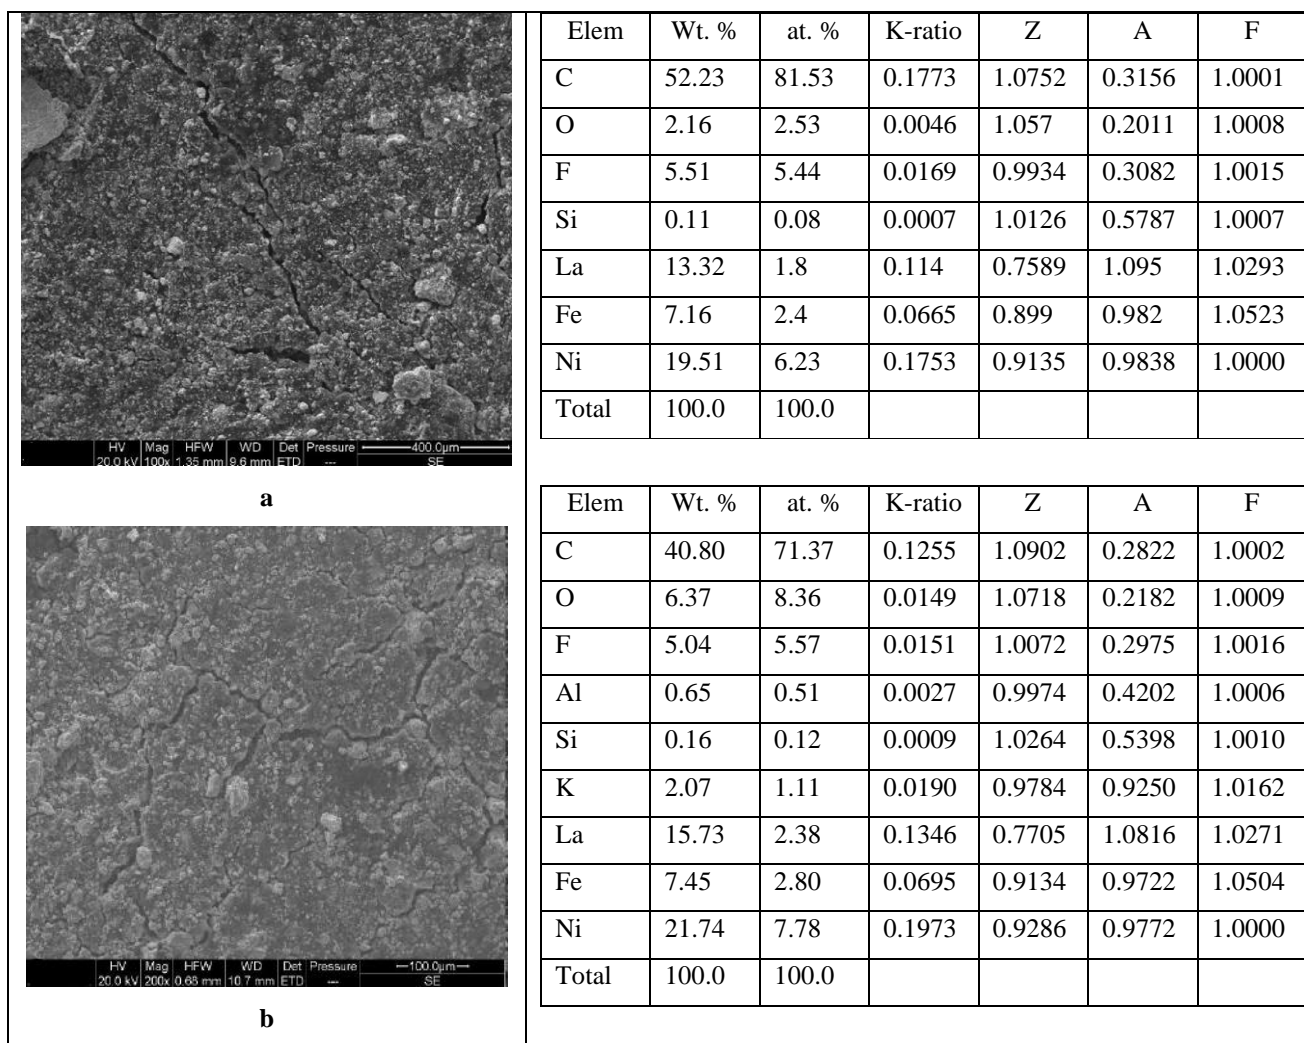 HV Mag HFW WD Det Pressure 400.0µm
20.0 kV 100x 1.35 mm 9.6 mm ETD --- SE
a
Elem Wt. % at. % K-ratio Z A F
C 52.23 81.53 0.1773 1.0752 0.3156 1.0001
O 2.16 2.53 0.0046 1.057 0.2011 1.0008
F 5.51 5.44 0.0169 0.9934 0.3082 1.0015
Si 0.11 0.08 0.0007 1.0126 0.5787 1.0007
La 13.32 1.8 0.114 0.7589 1.095 1.0293
Fe 7.16 2.4 0.0665 0.899 0.982 1.0523
Ni 19.51 6.23 0.1753 0.9135 0.9838 1.0000
Total 100.0 100.0
HV Mag HFW WD Det Pressure 100.0µm
20.0 kV 200x 0.68 mm 10.7 mm ETD --- SE
b
Elem Wt. % at. % K-ratio Z A F
C 40.80 71.37 0.1255 1.0902 0.2822 1.0002
O 6.37 8.36 0.0149 1.0718 0.2182 1.0009
F 5.04 5.57 0.0151 1.0072 0.2975 1.0016
Al 0.65 0.51 0.0027 0.9974 0.4202 1.0006
Si 0.16 0.12 0.0009 1.0264 0.5398 1.0010
K 2.07 1.11 0.0190 0.9784 0.9250 1.0162
La 15.73 2.38 0.1346 0.7705 1.0816 1.0271
Fe 7.45 2.80 0.0695 0.9134 0.9722 1.0504
Ni 21.74 7.78 0.1973 0.9286 0.9772 1.0000
Total 100.0 100.0